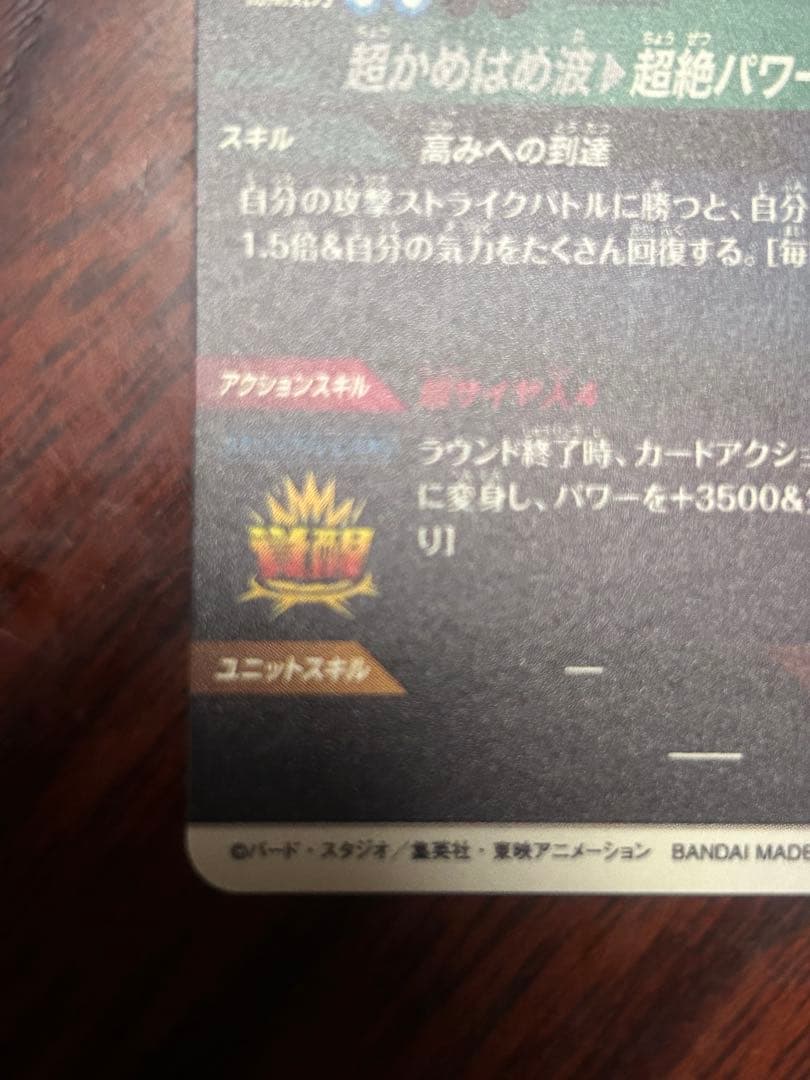 超かめはめ波▶超絶パワー
スキル
高みへの到達
自分の攻撃ストライクバトルに勝つと、自分
1.5倍&自分の気力をたくさん回復する。[毎
アクションスキル
超サイヤ人4
ラウンド終了時、カードアクショ
に変身し、パワーを+3500&
り]
覚醒
ユニットスキル
ー
©バード・スタジオ／集英社・東映アニメーション BANDAI MADE